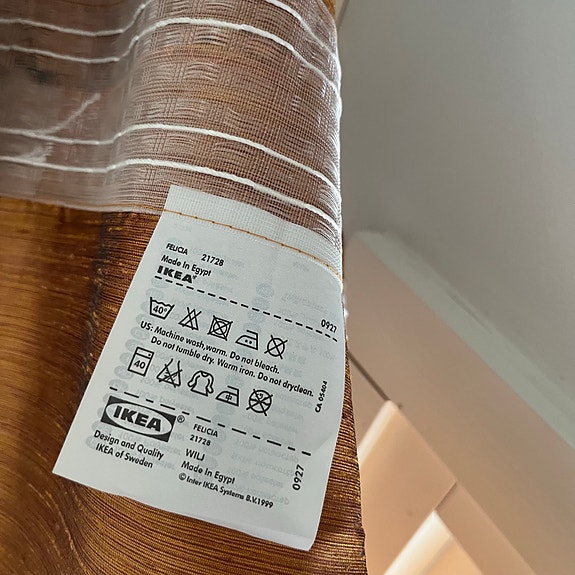 FELICIA 21728
Made in Egypt
IKEA®
0927
40°
US: Machine wash,warm. Do not bleach.
Do not tumble dry. Warm iron. Do not dryclean.
40
CA 05404
IKEA®
Design and Quality
IKEA of Sweden
FELICIA
21728
WILJ
Made in Egypt
© Inter IKEA Systems B.V.1999
0927